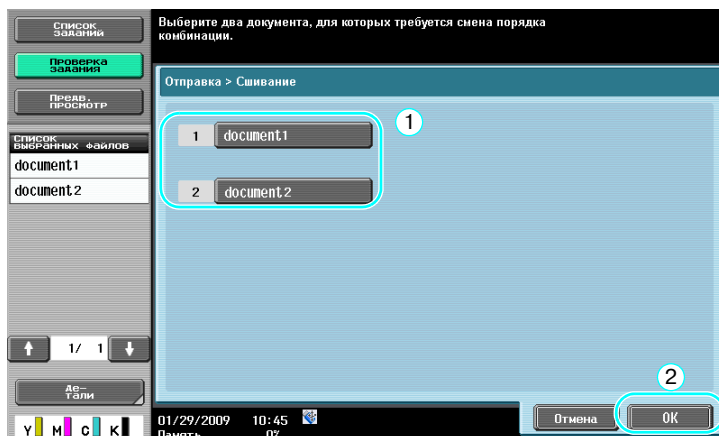 Список
заданий
Выберите два документа, для которых требуется смена порядка
комбинации.
Проверка
задания
Предв.
просмотр
Отправка > Сшивание
Список
выбранных файлов
document1
document2
1 document1
1
2 document2
1/ 1
Де-
тали
2
Отмена
OK
Y M C K
01/29/2009 10:45
Память 0%